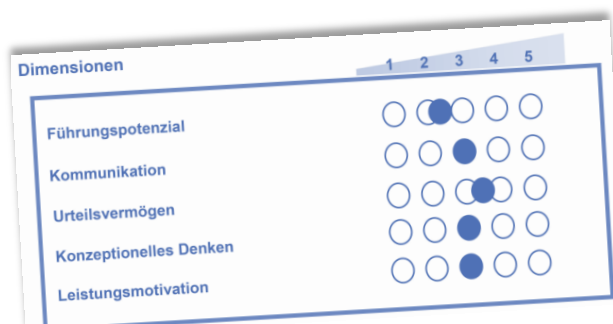 Dimensionen
1 2 3 4 5
Führungspotenzial
Kommunikation
Urteilsvermögen
Konzeptionelles Denken
Leistungsmotivation